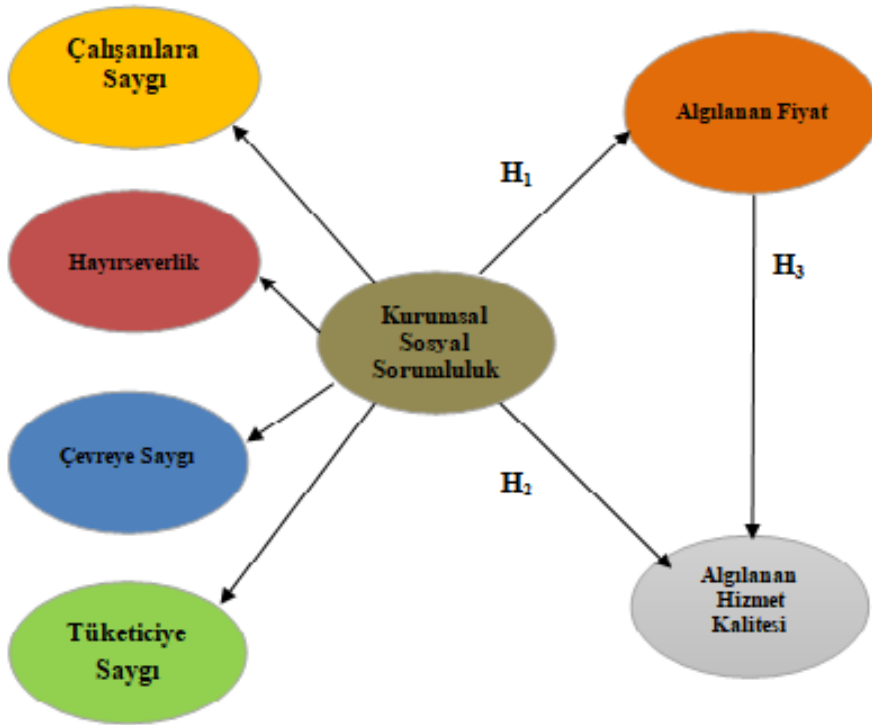 Çalışanlara
Saygı
Algılanan Fiyat
H₁
Hayırseverlik
H₃
Kurumsal
Sosyal
Sorumluluk
Çevreye Saygı
H₂
Algılanan
Hizmet
Kalitesi
Tüketiciye
Saygı